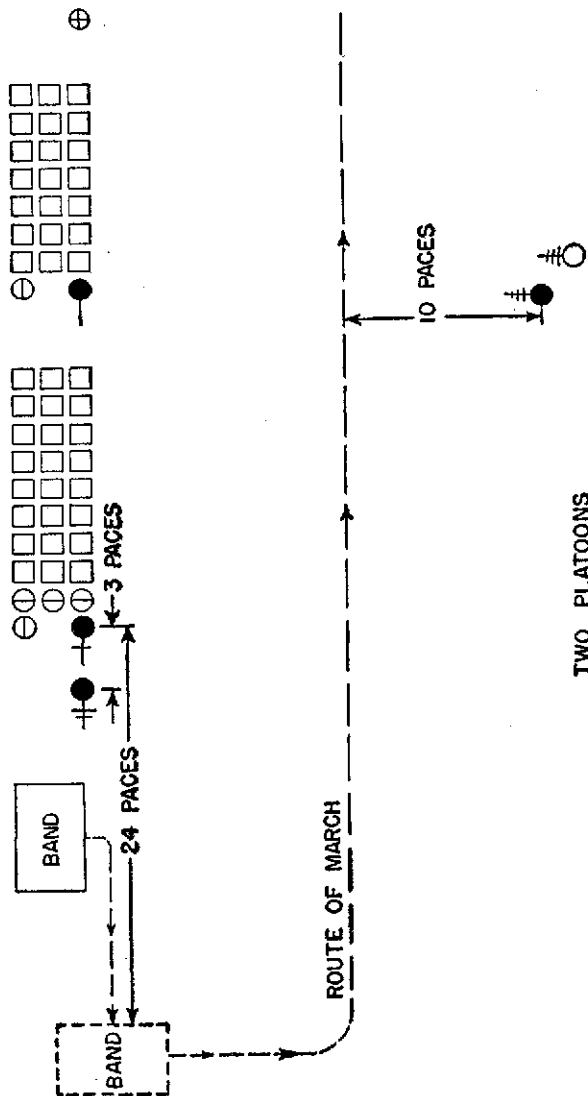 3 PACES
24 PACES
BAND
BAND
ROUTE OF MARCH
10 PACES
TWO PLATOONS